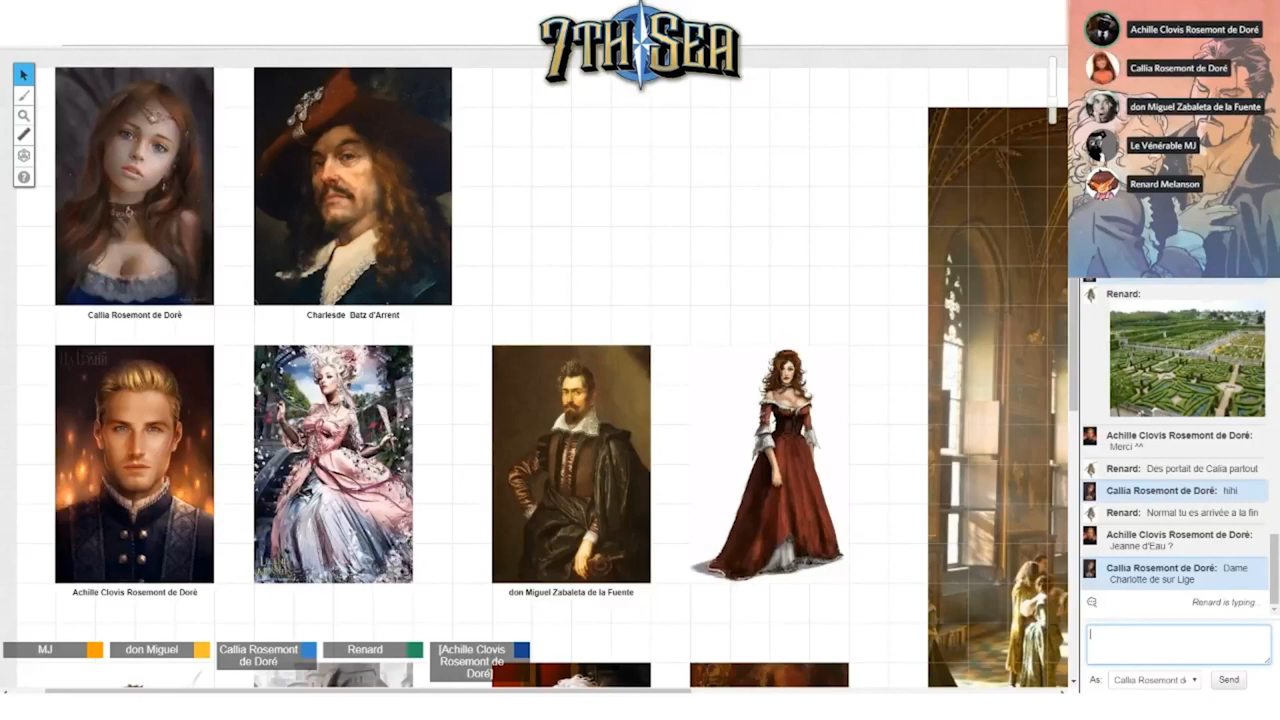 7TH SEA
Callia Rosemont de Doré
Charlesde Batz d'Arrent
Achille Clovis Rosemont de Doré
don Miguel Zabaleta de la Fuente
MJ
don Miguel
Callia Rosemont
de Doré
Renard
[Achille Clovis
Rosemont de
Doré]
Achille Clovis Rosemont de Doré
Callia Rosemont de Doré
don Miguel Zabaleta de la Fuente
Le Vénérable MJ
Renard Melanson
Renard:
Achille Clovis Rosemont de Doré:
Merci ^^
Renard: Des portait de Calia partout
Callia Rosemont de Doré: hihi
Renard: Normal tu es arrivée a la fin
Achille Clovis Rosemont de Doré:
Jeanne d'Eau ?
Callia Rosemont de Doré: Dame
Charlotte de sur Lige
Renard is typing...
As: Callia Rosemont d
Send